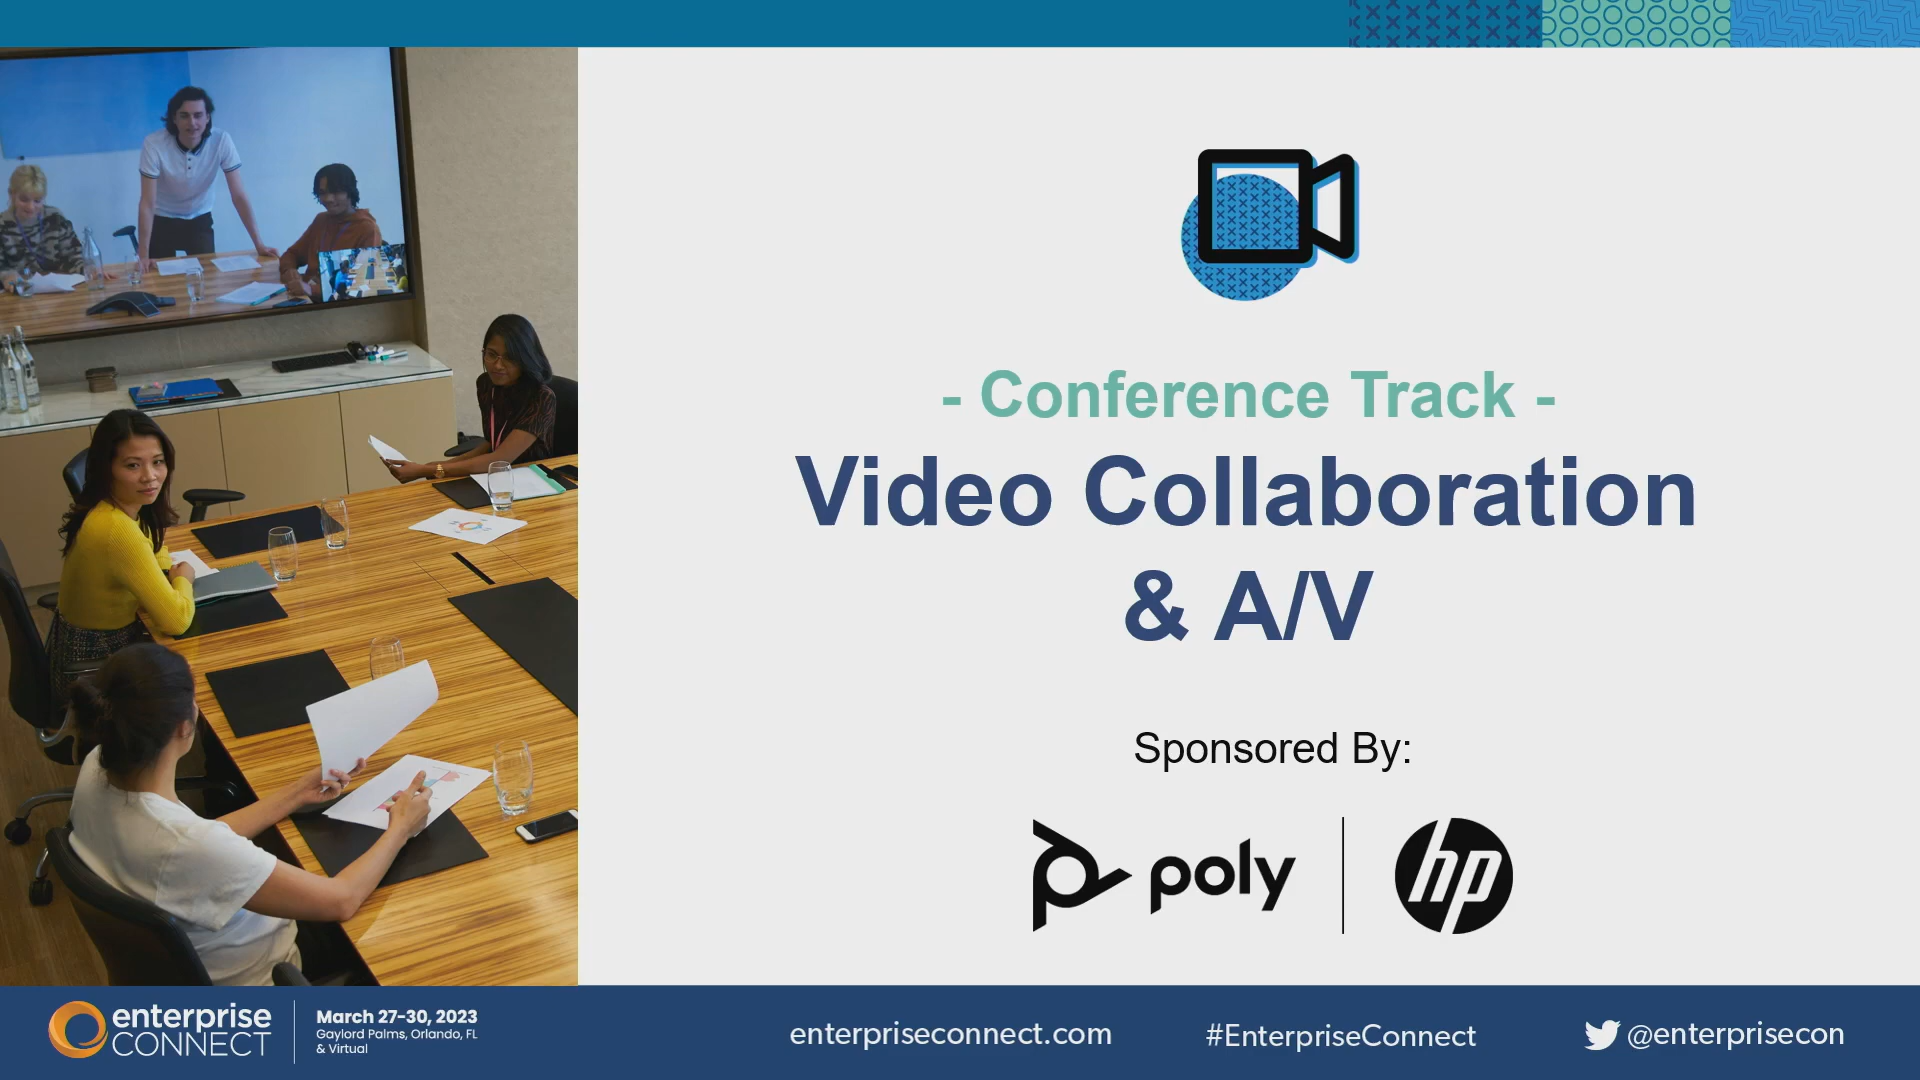 - Conference Track -
Video Collaboration
& A/V
Sponsored By:
poly
hp
enterprise
CONNECT
March 27-30, 2023
Gaylord Palms, Orlando, FL
& Virtual
enterpriseconnect.com
#EnterpriseConnect
@enterprisecon